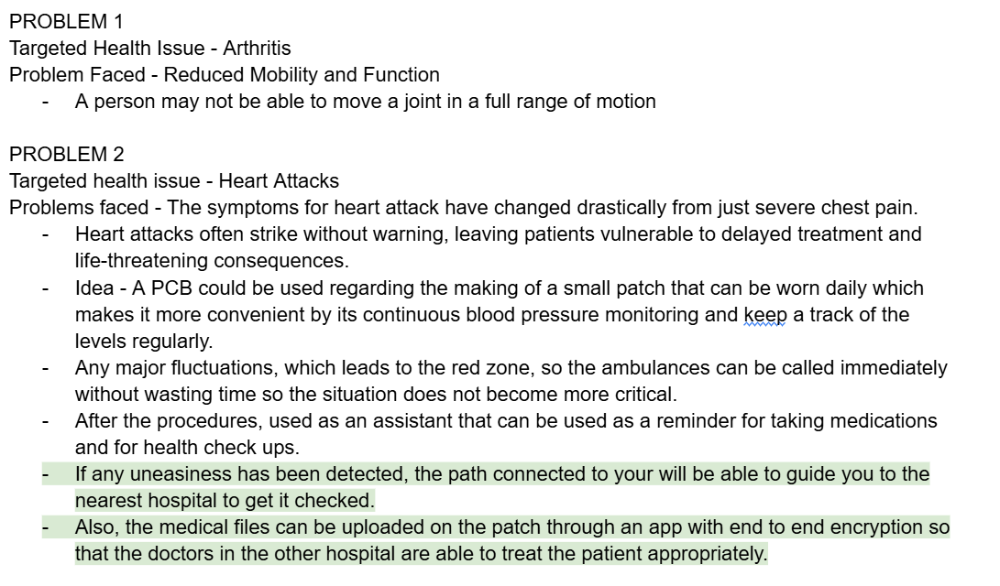 PROBLEM 1
Targeted Health Issue - Arthritis
Problem Faced - Reduced Mobility and Function
- A person may not be able to move a joint in a full range of motion
PROBLEM 2
Targeted health issue - Heart Attacks
Problems faced - The symptoms for heart attack have changed drastically from just severe chest pain.
- Heart attacks often strike without warning, leaving patients vulnerable to delayed treatment and
life-threatening consequences.
- Idea - A PCB could be used regarding the making of a small patch that can be worn daily which
makes it more convenient by its continuous blood pressure monitoring and keep a track of the
levels regularly.
- Any major fluctuations, which leads to the red zone, so the ambulances can be called immediately
without wasting time so the situation does not become more critical.
- After the procedures, used as an assistant that can be used as a reminder for taking medications
and for health check ups.
- If any uneasiness has been detected, the path connected to your will be able to guide you to the
nearest hospital to get it checked.
- Also, the medical files can be uploaded on the patch through an app with end to end encryption so
that the doctors in the other hospital are able to treat the patient appropriately.